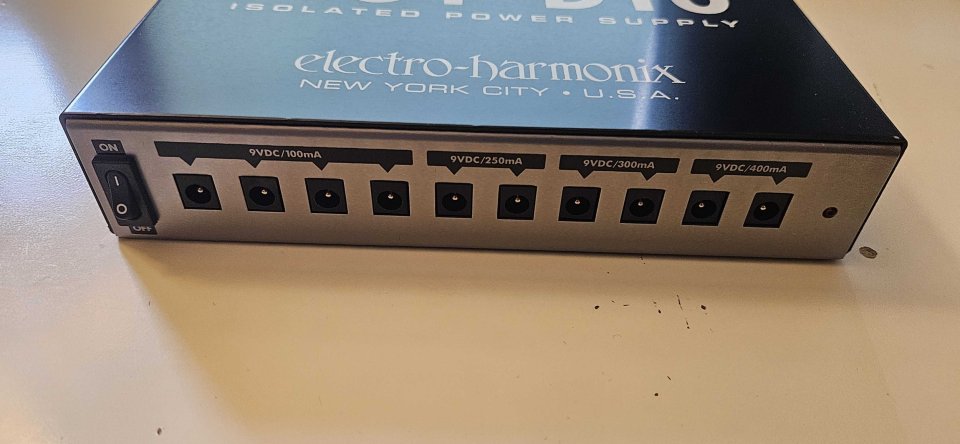 ISOLATED POWER SUPPLY
electro-harmonix
NEW YORK CITY • U.S.A.
ON
9VDC/100mA
9VDC/250mA
9VDC/300mA
9VDC/400mA
I
O
OFF